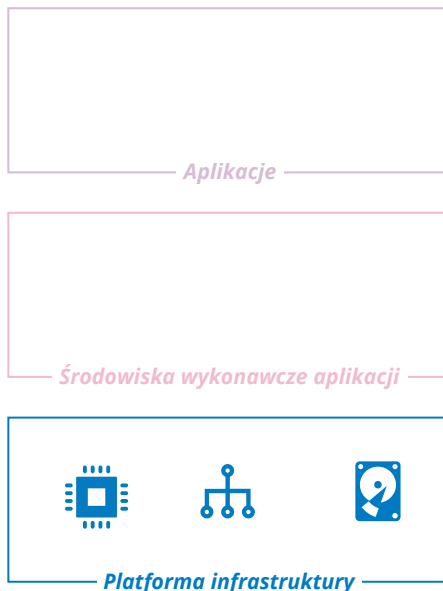 Aplikacje
Środowiska wykonawcze aplikacji
Platforma infrastruktury